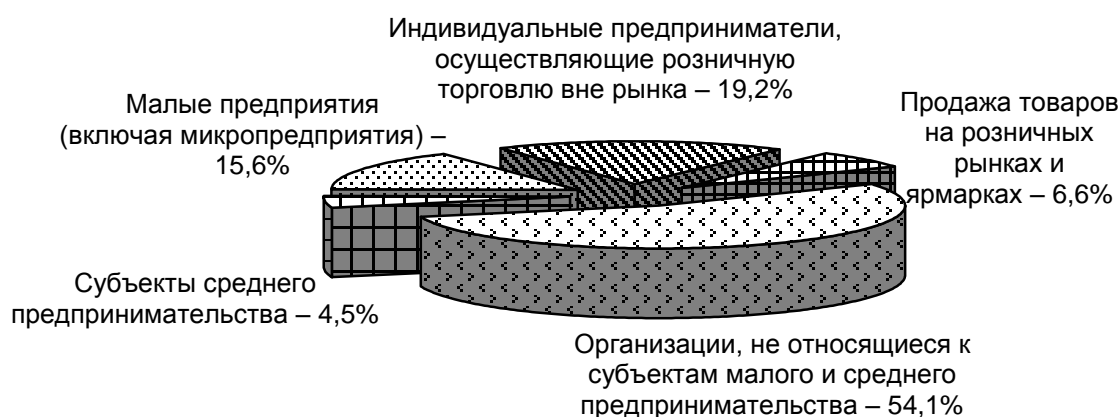 Индивидуальные предприниматели,
осуществляющие розничную
торговлю вне рынка – 19,2%
Малые предприятия
(включая микропредприятия) –
15,6%
Продажа товаров
на розничных
рынках и
ярмарках – 6,6%
Субъекты среднего
предпринимательства – 4,5%
Организации, не относящиеся к
субъектам малого и среднего
предпринимательства – 54,1%